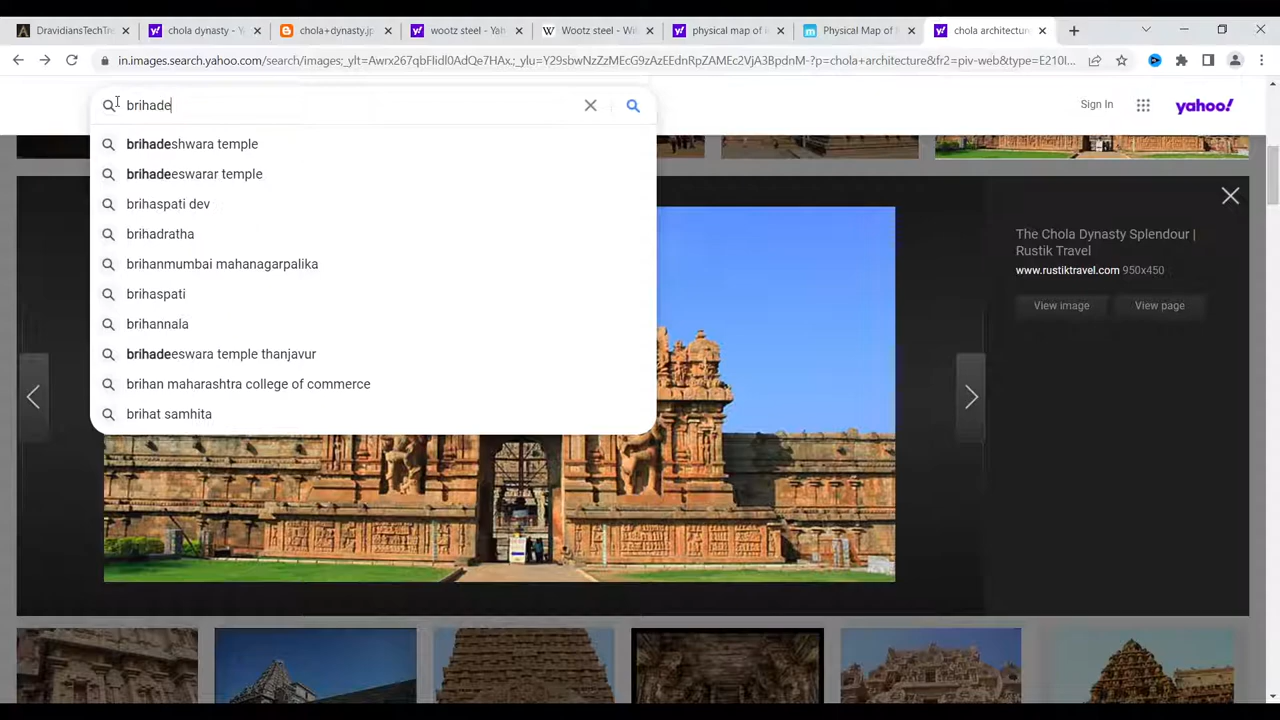 DravidiansTechTre
chola dynasty - Y
chola+dynasty.jp
wootz steel - Yah
Wootz steel - Wi
physical map of i
Physical Map of
chola architectur
in.images.search.yahoo.com/search/images;_ylt=Awrx267qbFlidl0AdQe7HAx.;_ylu=Y29sbwNzZzMEcG9zAzEEdnRpZAMEc2VjA3BpdnM-?p=chola+architecture&fr2=piv-web&type=E210I...
brihade
Sign In
yahoo!
brihadeshwara temple
brihadeeswarar temple
brihaspati dev
brihadratha
brihanmumbai mahanagarpalika
brihaspati
brihannala
brihadeeswara temple thanjavur
brihan maharashtra college of commerce
brihat samhita
The Chola Dynasty Splendour |
Rustik Travel
www.rustiktravel.com 950x450
View image
View page